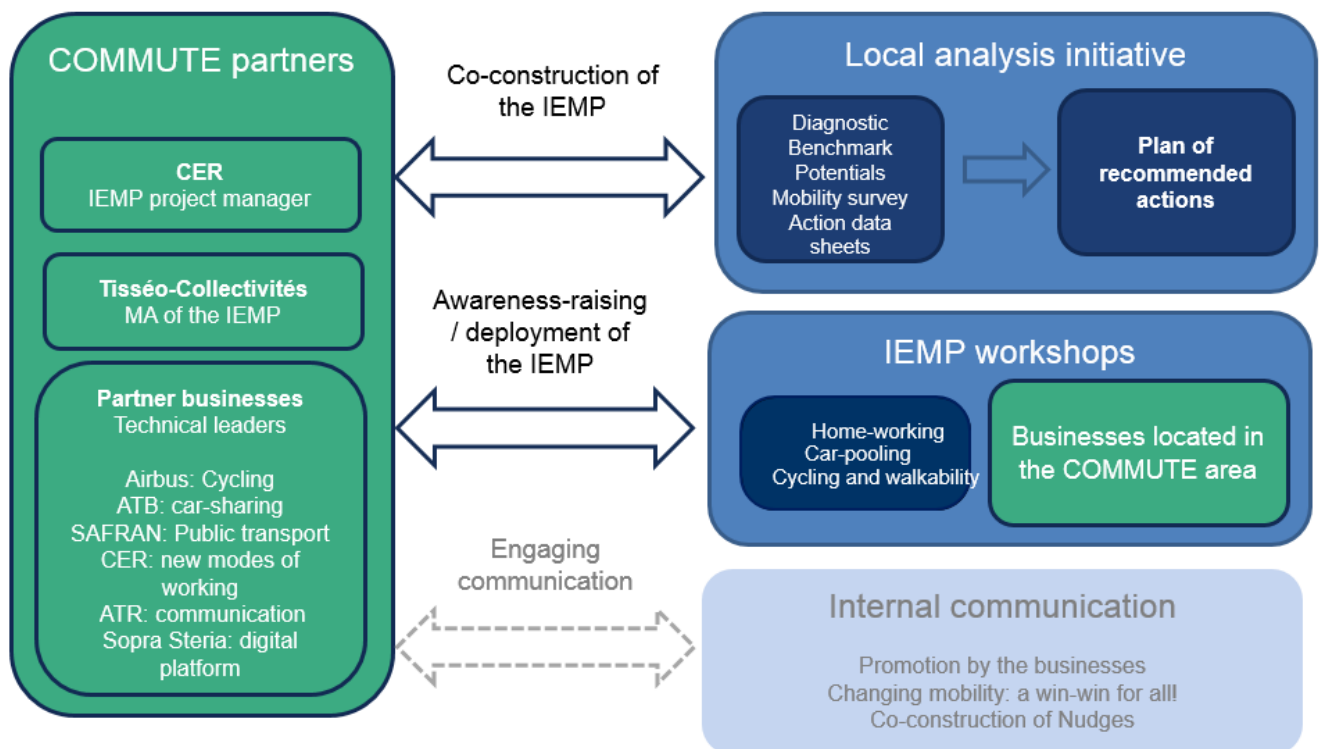 COMMUTE partners
CER
IEMP project manager
Tisséo-Collectivités
MA of the IEMP
Partner businesses
Technical leaders
Airbus: Cycling
ATB: car-sharing
SAFRAN: Public transport
CER: new modes of
working
ATR: communication
Sopra Steria: digital
platform
Co-construction of
the IEMP
Awareness-raising
/ deployment of
the IEMP
Engaging
communication
Local analysis initiative
Diagnostic
Benchmark
Potentials
Mobility survey
Action data
sheets
Plan of
recommended
actions
IEMP workshops
Home-working
Car-pooling
Cycling and walkability
Businesses located in
the COMMUTE area
Internal communication
Promotion by the businesses
Changing mobility: a win-win for all!
Co-construction of Nudges